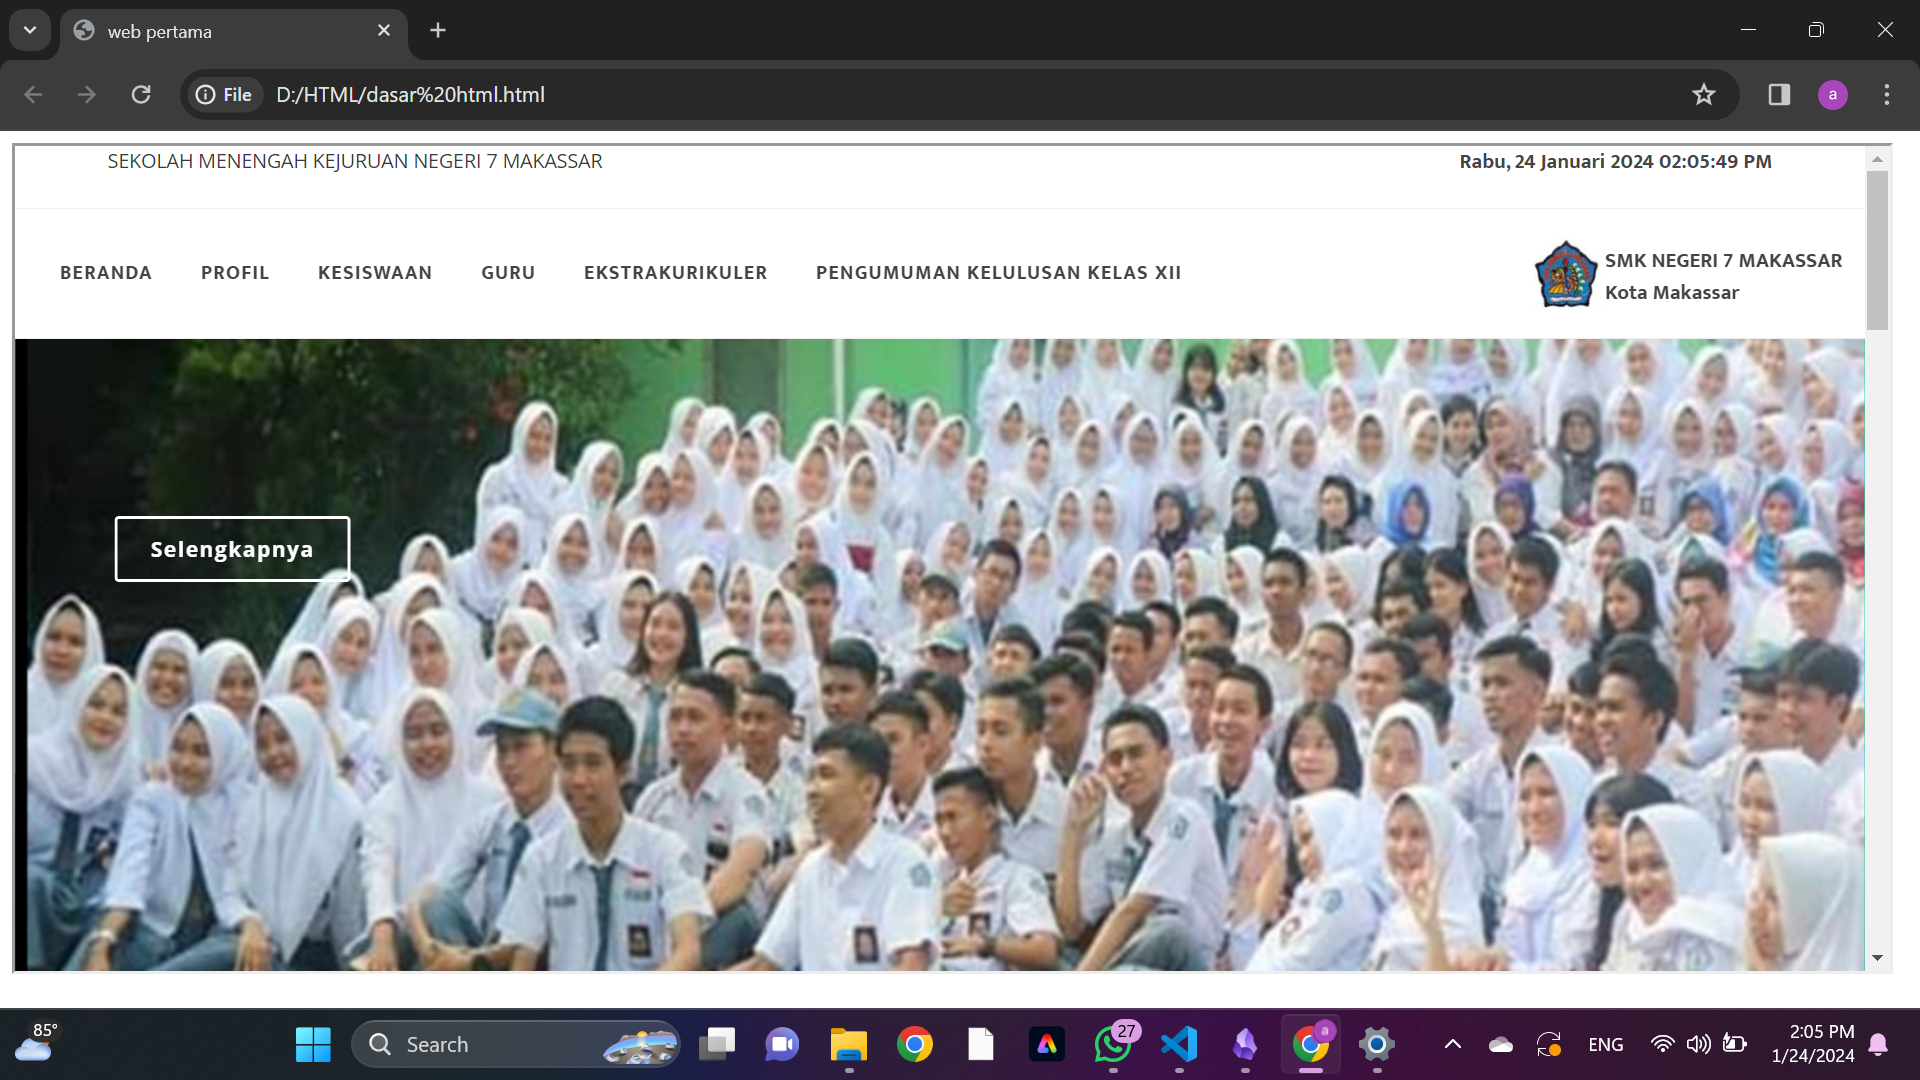 web pertama
File
D:/HTML/dasar%20html.html
a
SEKOLAH MENENGAH KEJURUAN NEGERI 7 MAKASSAR
Rabu, 24 Januari 2024 02:05:49 PM
BERANDA
PROFIL
KESISWAAN
GURU
EKSTRAKURIKULER
PENGUMUMAN KELULUSAN KELAS XII
SMK NEGERI 7 MAKASSAR
Kota Makassar
Selengkapnya
85°
Search
27
a
ENG
2:05 PM
1/24/2024